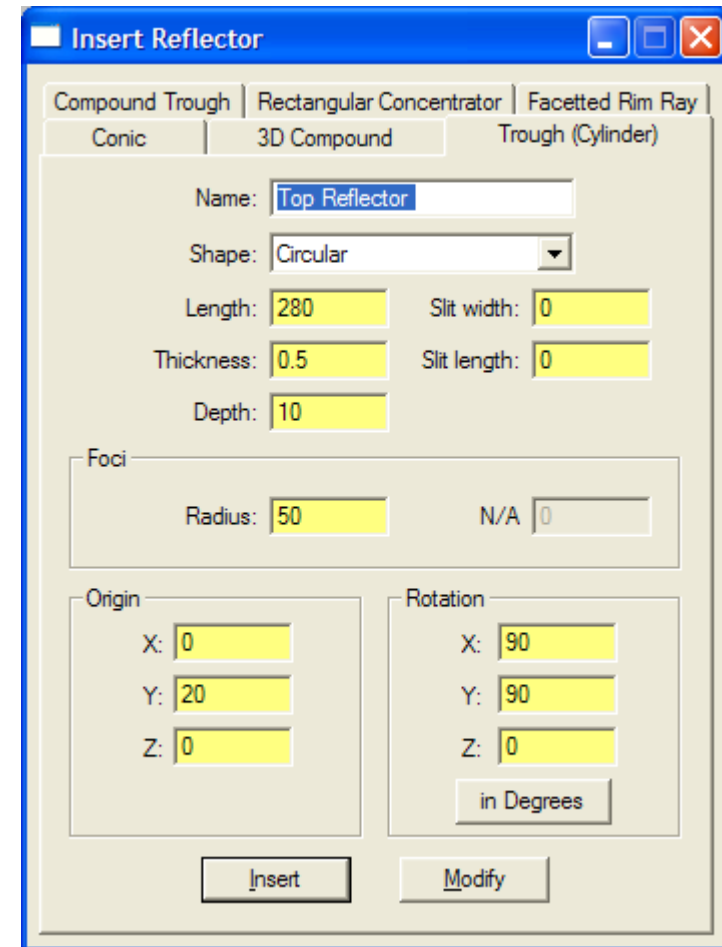 Insert Reflector
Compound Trough Rectangular Concentrator Facetted Rim Ray
Conic 3D Compound Trough (Cylinder)
Name: Top Reflector
Shape: Circular
Length: 280 Slit width: 0
Thickness: 0.5 Slit length: 0
Depth: 10
Foci
Radius: 50 N/A 0
Origin Rotation
X: 0 X: 90
Y: 20 Y: 90
Z: 0 Z: 0
in Degrees
Insert Modify